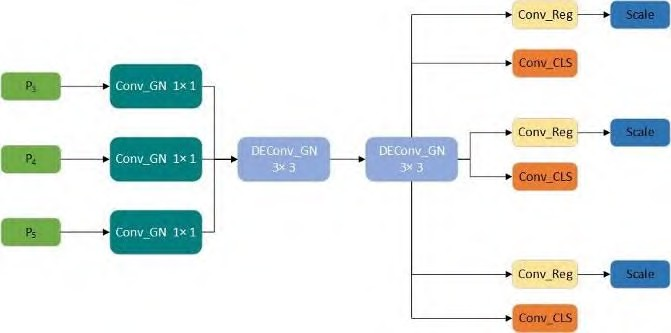 Conv_Reg Scale
Conv_CLS
P3 Conv_GN 1×1
P4 Conv_GN 1×1
DEConv_GN
3×3
DEConv_GN
3×3
Conv_Reg Scale
Conv_CLS
P5 Conv_GN 1×1
Conv_Reg Scale
Conv_CLS